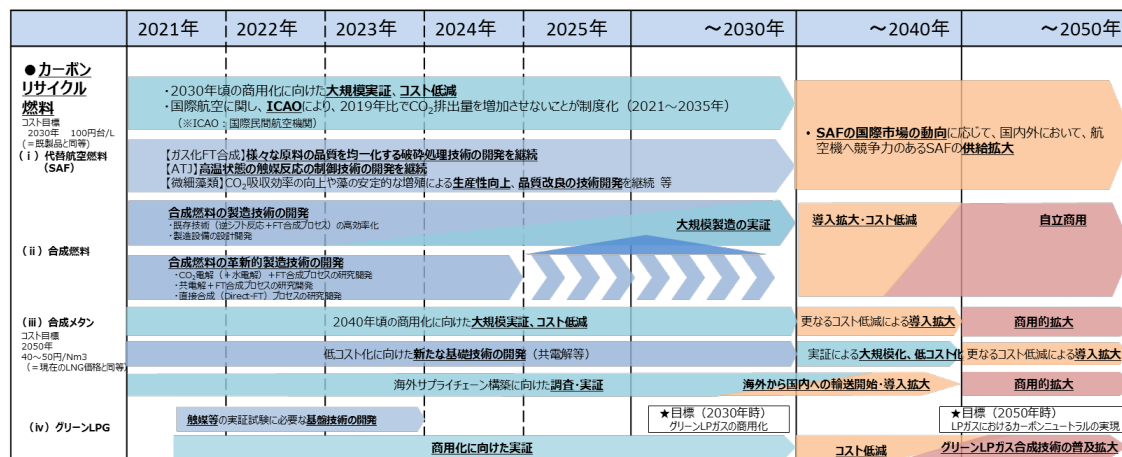 2021年 2022年 2023年 2024年 2025年 ～2030年 ～2040年 ～2050年
●カーボン
リサイクル
燃料
コスト目標
2030年 100円台/L
(＝既製品と同等)
(ⅰ)代替航空燃料
(SAF)
・2030年頃の商用化に向けた大規模実証、コスト低減
・国際航空に関し、ICAOにより、2019年比でCO₂排出量を増加させないことが制度化（2021～2035年）
（※ICAO：国際民間航空機関）
【ガス化FT合成】様々な原料の品質を均一化する破砕処理技術の開発を継続
【ATJ】高温状態の触媒反応の制御技術の開発を継続
【微細藻類】CO₂吸収効率の向上や藻の安定的な増殖による生産性向上、品質改良の技術開発を継続 等
・SAFの国際市場の動向に応じて、国内外において、航
空機へ競争力のあるSAFの供給拡大
(ⅱ)合成燃料
合成燃料の製造技術の開発
・既存技術（逆シフト反応＋FT合成プロセス）の高効率化
・製造設備の設計開発
大規模製造の実証
導入拡大・コスト低減
自立商用
合成燃料の革新的製造技術の開発
・CO₂電解（＋水電解）＋FT合成プロセスの研究開発
・共電解＋FT合成プロセスの研究開発
・直接合成（Direct-FT）プロセスの研究開発
(ⅲ)合成メタン
コスト目標
2050年
40～50円/Nm3
（＝現在のLNG価格と同等）
2040年頃の商用化に向けた大規模実証、コスト低減
更なるコスト低減による導入拡大
商用的拡大
低コスト化に向けた新たな基礎技術の開発（共電解等）
実証による大規模化、低コスト化
更なるコスト低減による導入拡大
海外サプライチェーン構築に向けた調査・実証
海外から国内への輸送開始・導入拡大
商用的拡大
(ⅳ)グリーンLPG
触媒等の実証試験に必要な基盤技術の開発
★目標（2030年時）
グリーンLPガスの商用化
★目標（2050年時）
LPガスにおけるカーボンニュートラルの実現
商用化に向けた実証
コスト低減
グリーンLPガス合成技術の普及拡大